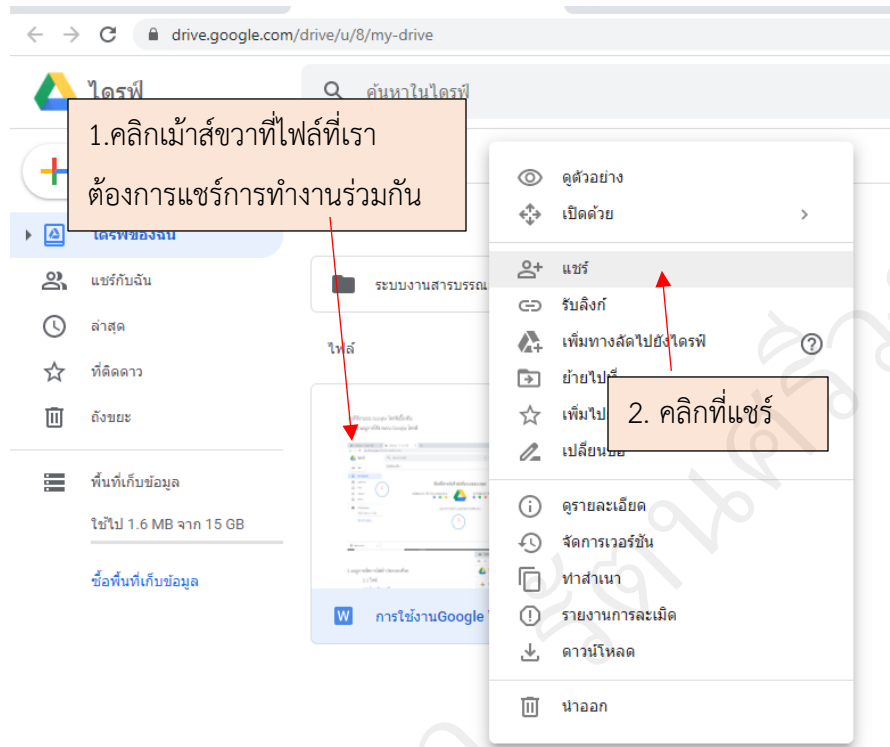 drive.google.com/drive/u/8/my-drive
ไดรฟ์
ค้นหาในไดรฟ์
1.คลิกเม้าส์ขวาที่ไฟล์ที่เรา
ต้องการแชร์การทำงานร่วมกัน
ไดรฟ์ของฉัน
แชร์กับฉัน
ล่าสุด
ที่ติดดาว
ถังขยะ
พื้นที่เก็บข้อมูล
ใช้ไป 1.6 MB จาก 15 GB
ซื้อพื้นที่เก็บข้อมูล
ระบบงานสารบรรณ
ไฟล์
W การใช้งานGoogle
ดูตัวอย่าง
เปิดด้วย
แชร์
รับลิงก์
เพิ่มทางลัดไปยังไดรฟ์
ย้ายไปที่
เพิ่มไป
เปลี่ยนชื่อ
2. คลิกที่แชร์
ดูรายละเอียด
จัดการเวอร์ชัน
ทำสำเนา
รายงานการละเมิด
ดาวน์โหลด
นำออก